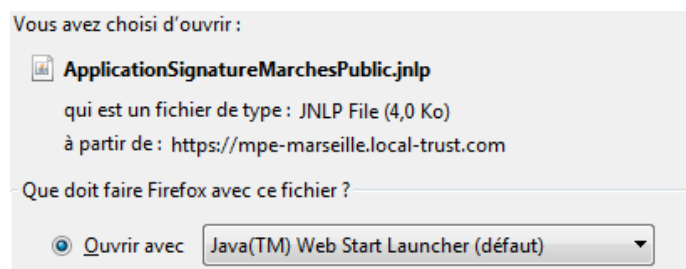 Vous avez choisi d'ouvrir :
ApplicationSignatureMarchesPublic.jnlp
qui est un fichier de type : JNLP File (4,0 Ko)
à partir de : https://mpe-marseille.local-trust.com
Que doit faire Firefox avec ce fichier ?
Ouvrir avec Java(TM) Web Start Launcher (défaut)